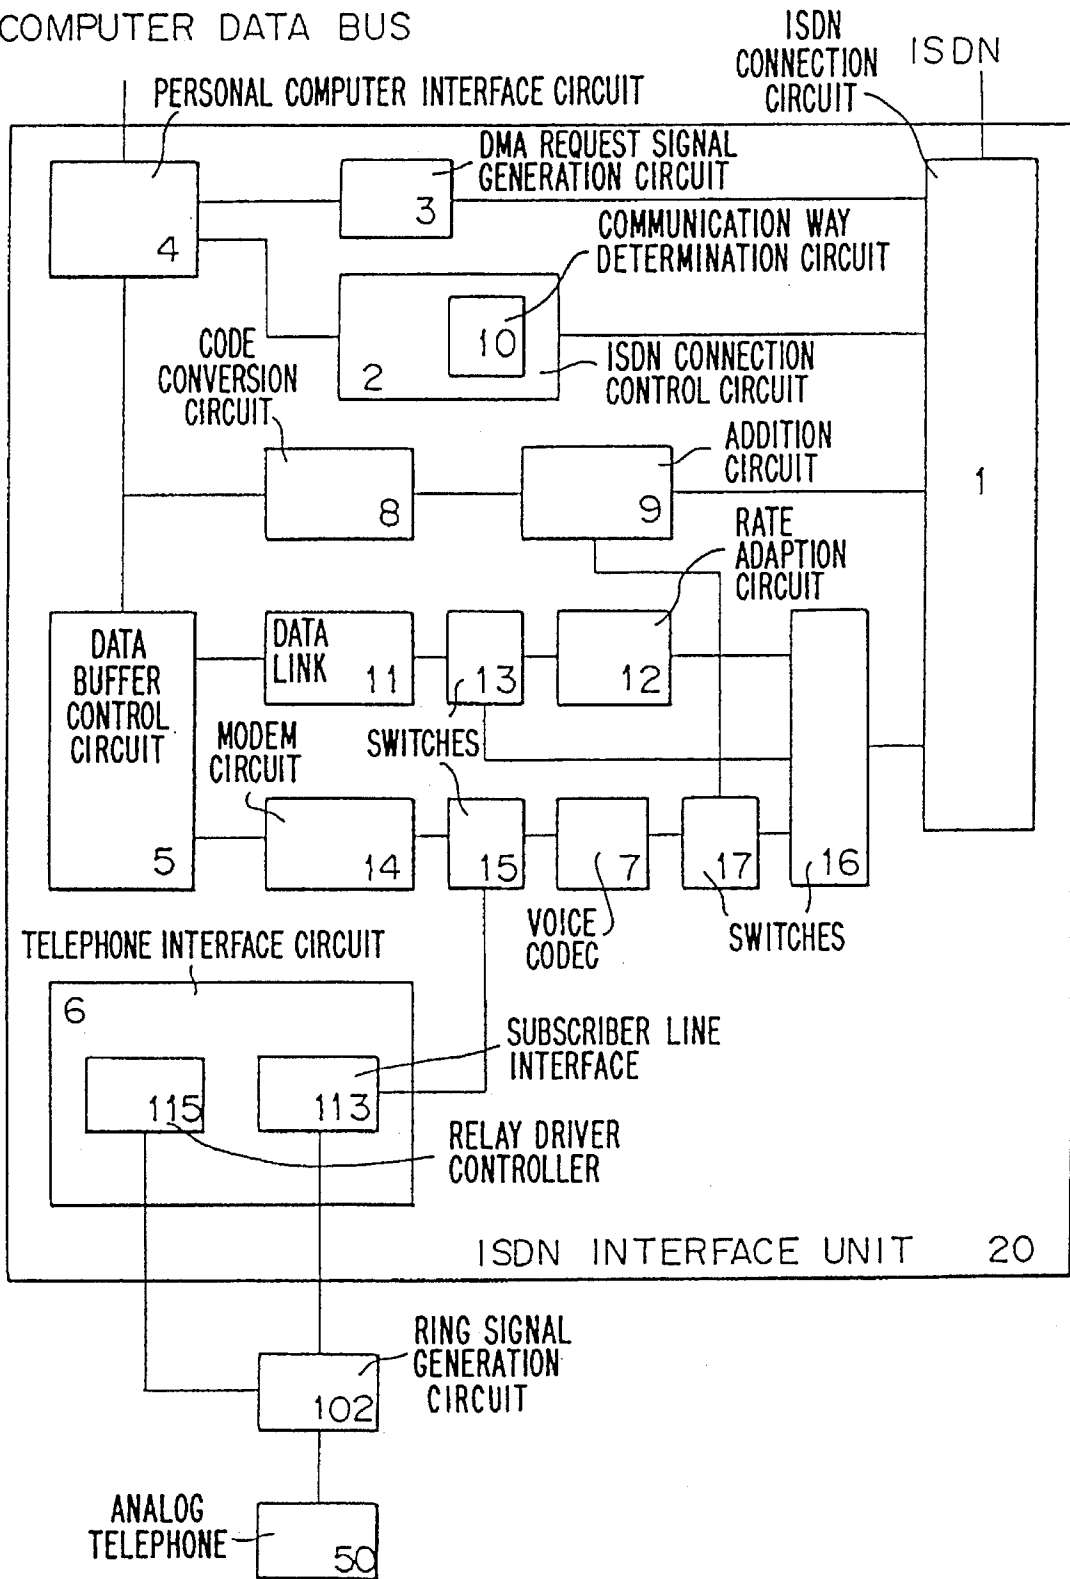 COMPUTER DATA BUS
ISDN
CONNECTION
CIRCUIT
ISDN
PERSONAL COMPUTER INTERFACE CIRCUIT
DMA REQUEST SIGNAL
GENERATION CIRCUIT
4
3
COMMUNICATION WAY
DETERMINATION CIRCUIT
2
10
ISDN CONNECTION
CONTROL CIRCUIT
CODE
CONVERSION
CIRCUIT
ADDITION
CIRCUIT
1
8
9
RATE
ADAPTION
CIRCUIT
DATA
BUFFER
CONTROL
CIRCUIT
5
DATA
LINK
11
13
12
SWITCHES
MODEM
CIRCUIT
14
15
7
17
16
VOICE
CODEC
SWITCHES
TELEPHONE INTERFACE CIRCUIT
6
SUBSCRIBER LINE
INTERFACE
115
113
RELAY DRIVER
CONTROLLER
ISDN INTERFACE UNIT 20
RING SIGNAL
GENERATION
CIRCUIT
102
ANALOG
TELEPHONE
50